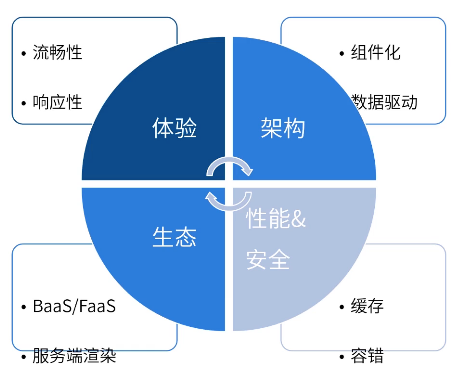 • 流畅性
• 响应性
• 组件化
• 数据驱动
体验
架构
生态
性能&
安全
• BaaS/FaaS
• 服务端渲染
• 缓存
• 容错